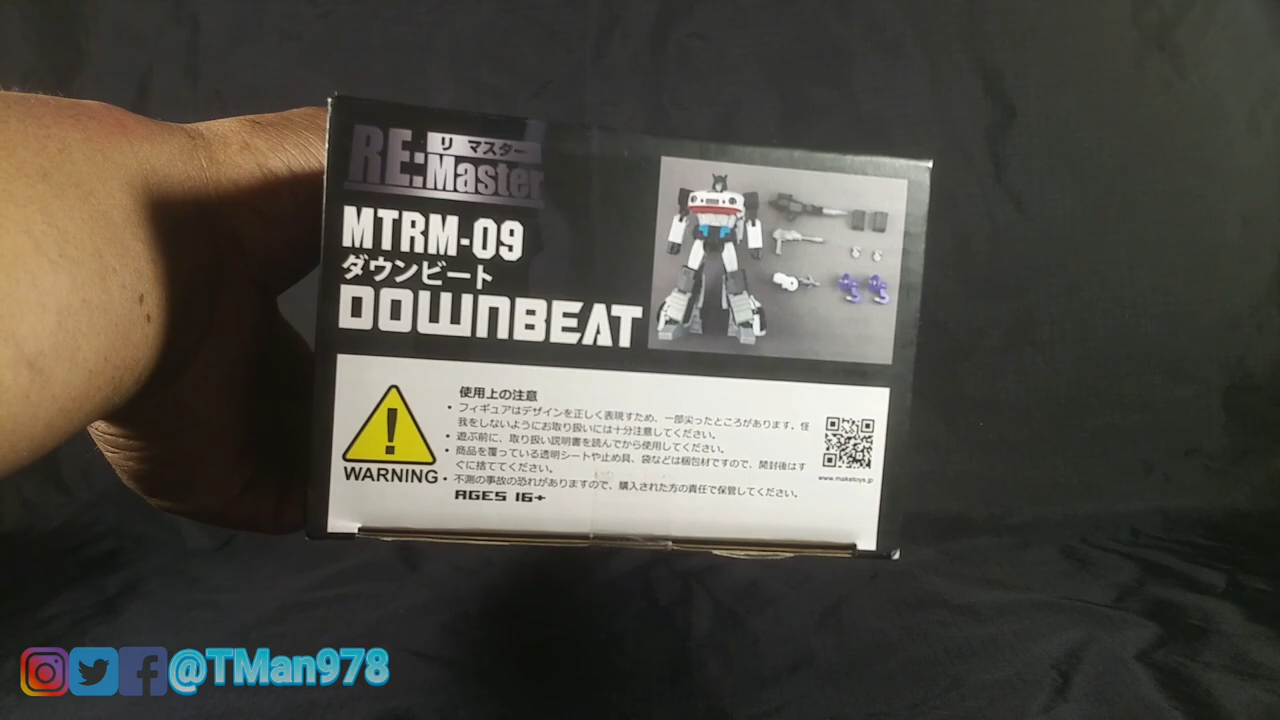 RE:Master
リ マスター
MTRM-09
ダウンビート
DOWNBEAT
使用上の注意
• フィギュアはデザインを正しく表現すため、一部尖ったところがあります。怪
我をしないようにお取り扱いには十分注意してください。
• 遊ぶ前に、取り扱い説明書を読んでから使用してください。
• 商品を覆っている透明シートや止め具、袋などは梱包材ですので、開封後はす
ぐに捨ててください。
• 不測の事故の恐れがありますので、購入された方の責任で保管してください。
AGES 16+
WARNING
www.maketoys.jp
@TMan978